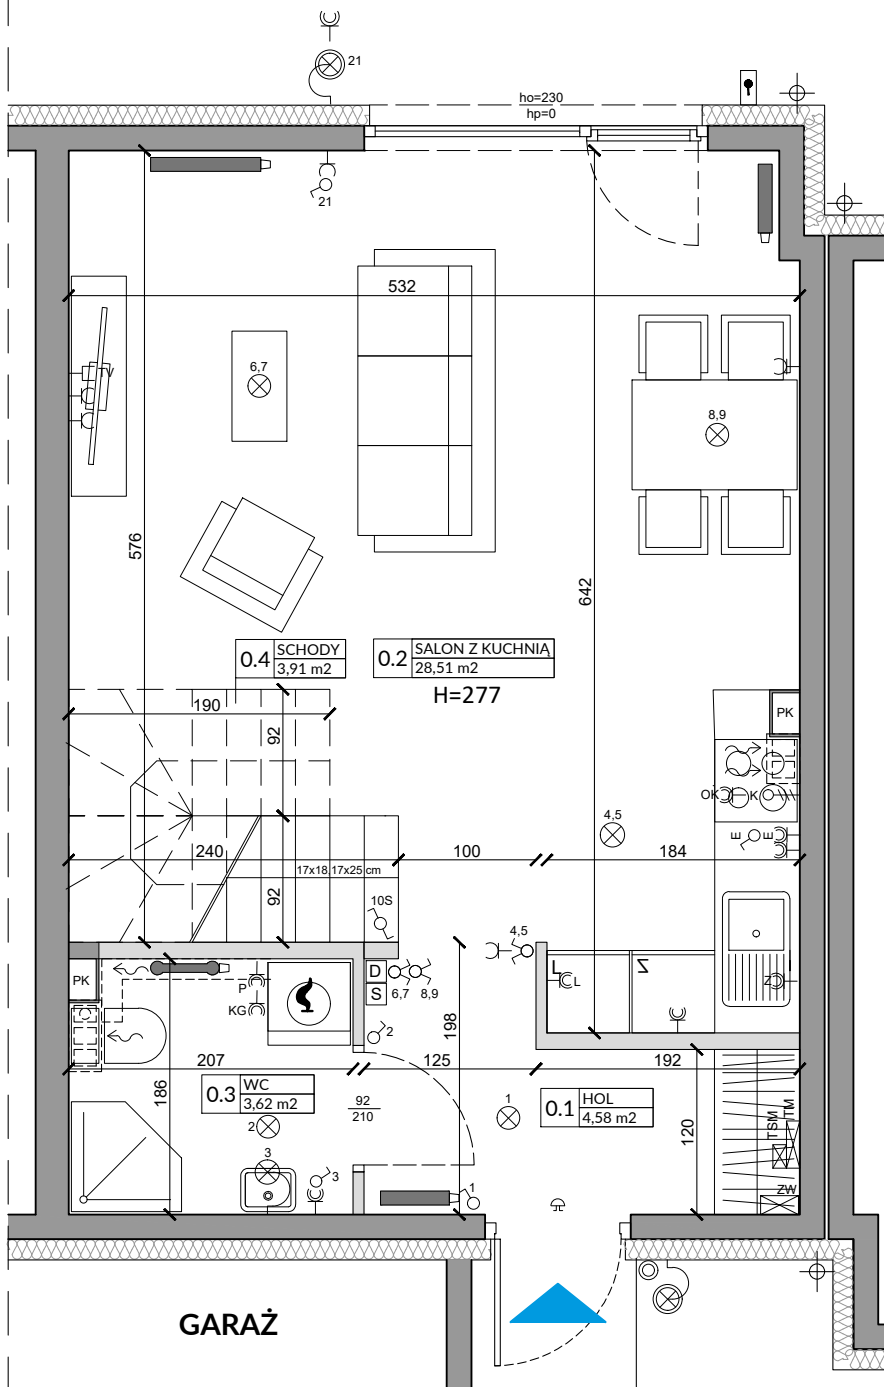 21
ho=230
hp=0
21
532
6,7
TV
8,9
576
642
0.4
SCHODY
3,91 m2
0.2
SALON Z KUCHNIĄ
28,51 m2
H=277
190
92
PK
OK
K
4,5
E
E
240
100
184
17x18,17x25 cm
92
10S
4,5
D
S
6,7
8,9
PK
P
KG
L
L
Z
Z
2
198
207
125
192
186
0.3
WC
3,62 m2
92
210
2
1
0.1
HOL
4,58 m2
120
TSM
TM
3
3
1
ZW
GARAŻ